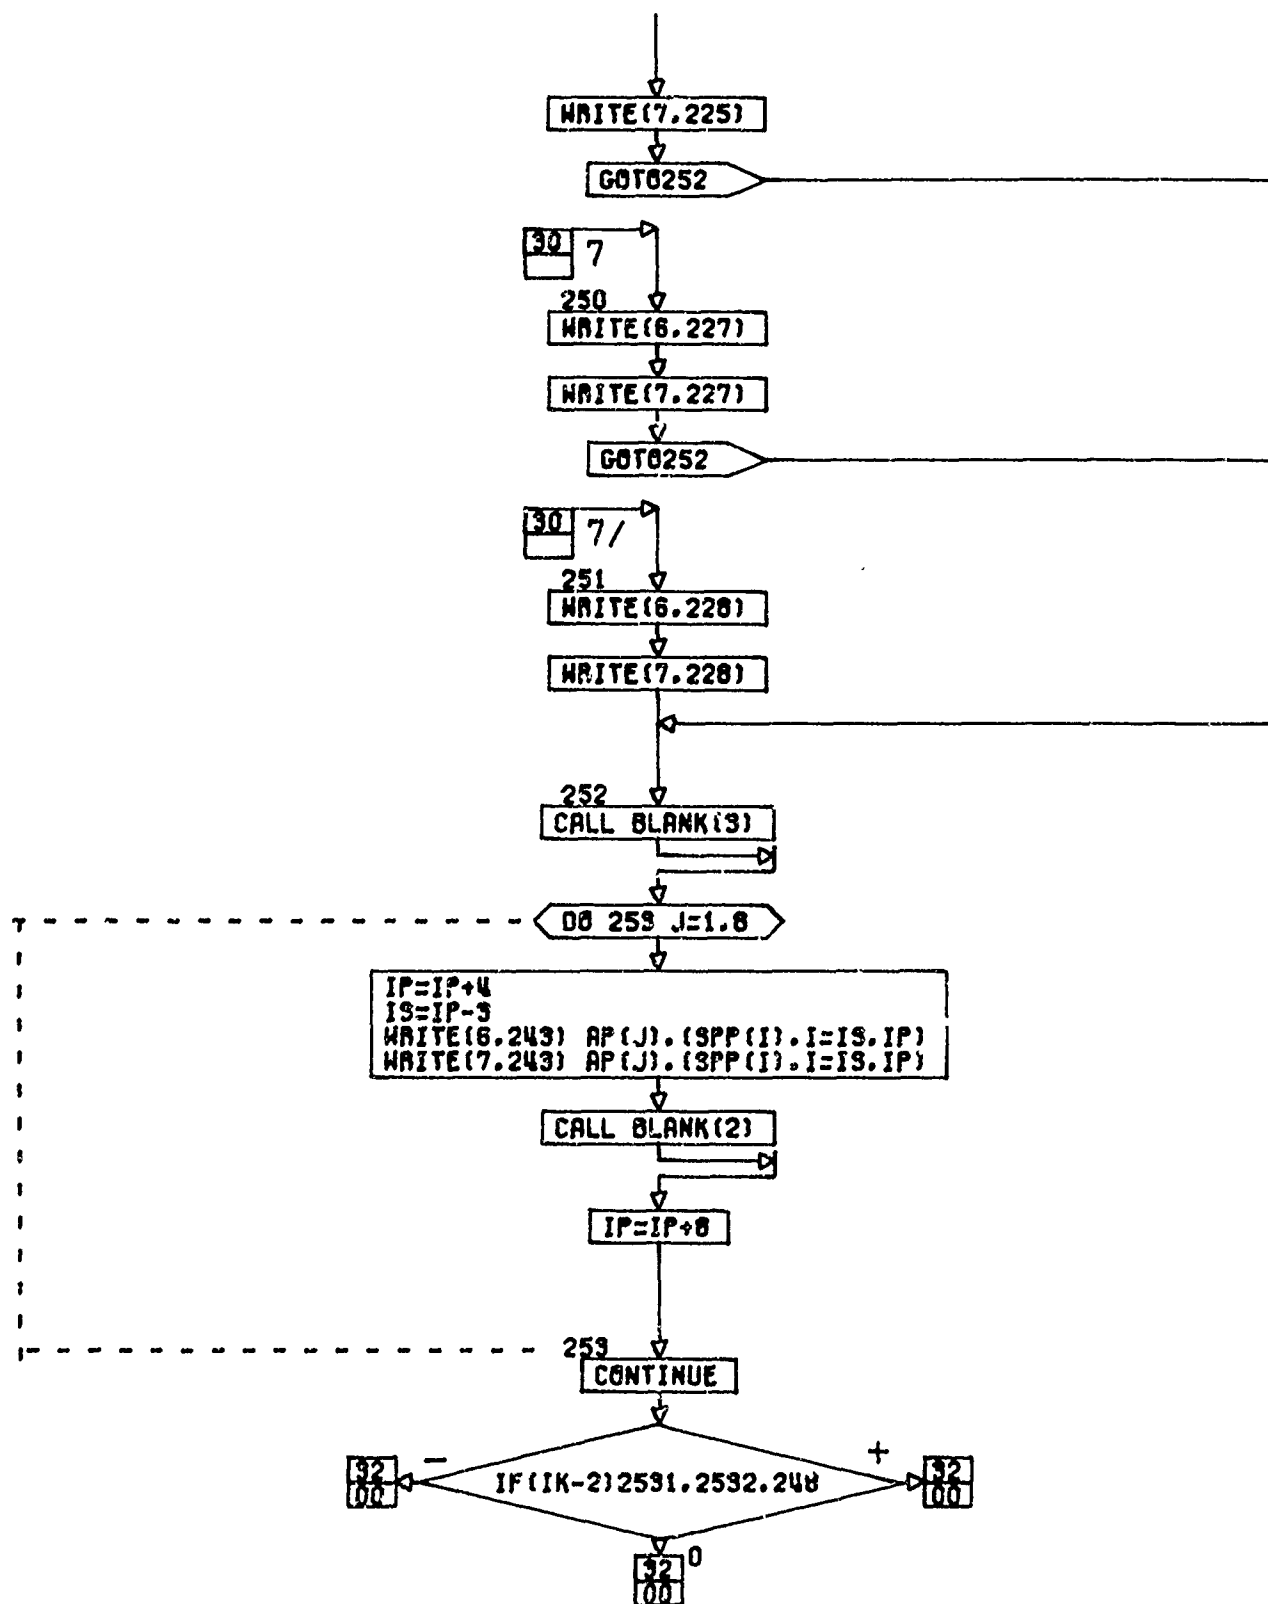 WRITE(7,225)
GOTO252
30 7
250
WRITE(6,227)
WRITE(7,227)
GOTO252
30 7/
251
WRITE(6,228)
WRITE(7,228)
252
CALL BLANK(3)
DO 253 J=1,8
IP=IP+4
IS=IP-3
WRITE(6,243) AP(J),(SPP(I),I=IS,IP)
WRITE(7,243) AP(J),(SPP(I),I=IS,IP)
CALL BLANK(2)
IP=IP+8
253
CONTINUE
- +
32 IF(IK-2)2531,2532,248 32
00 00
0
32
00